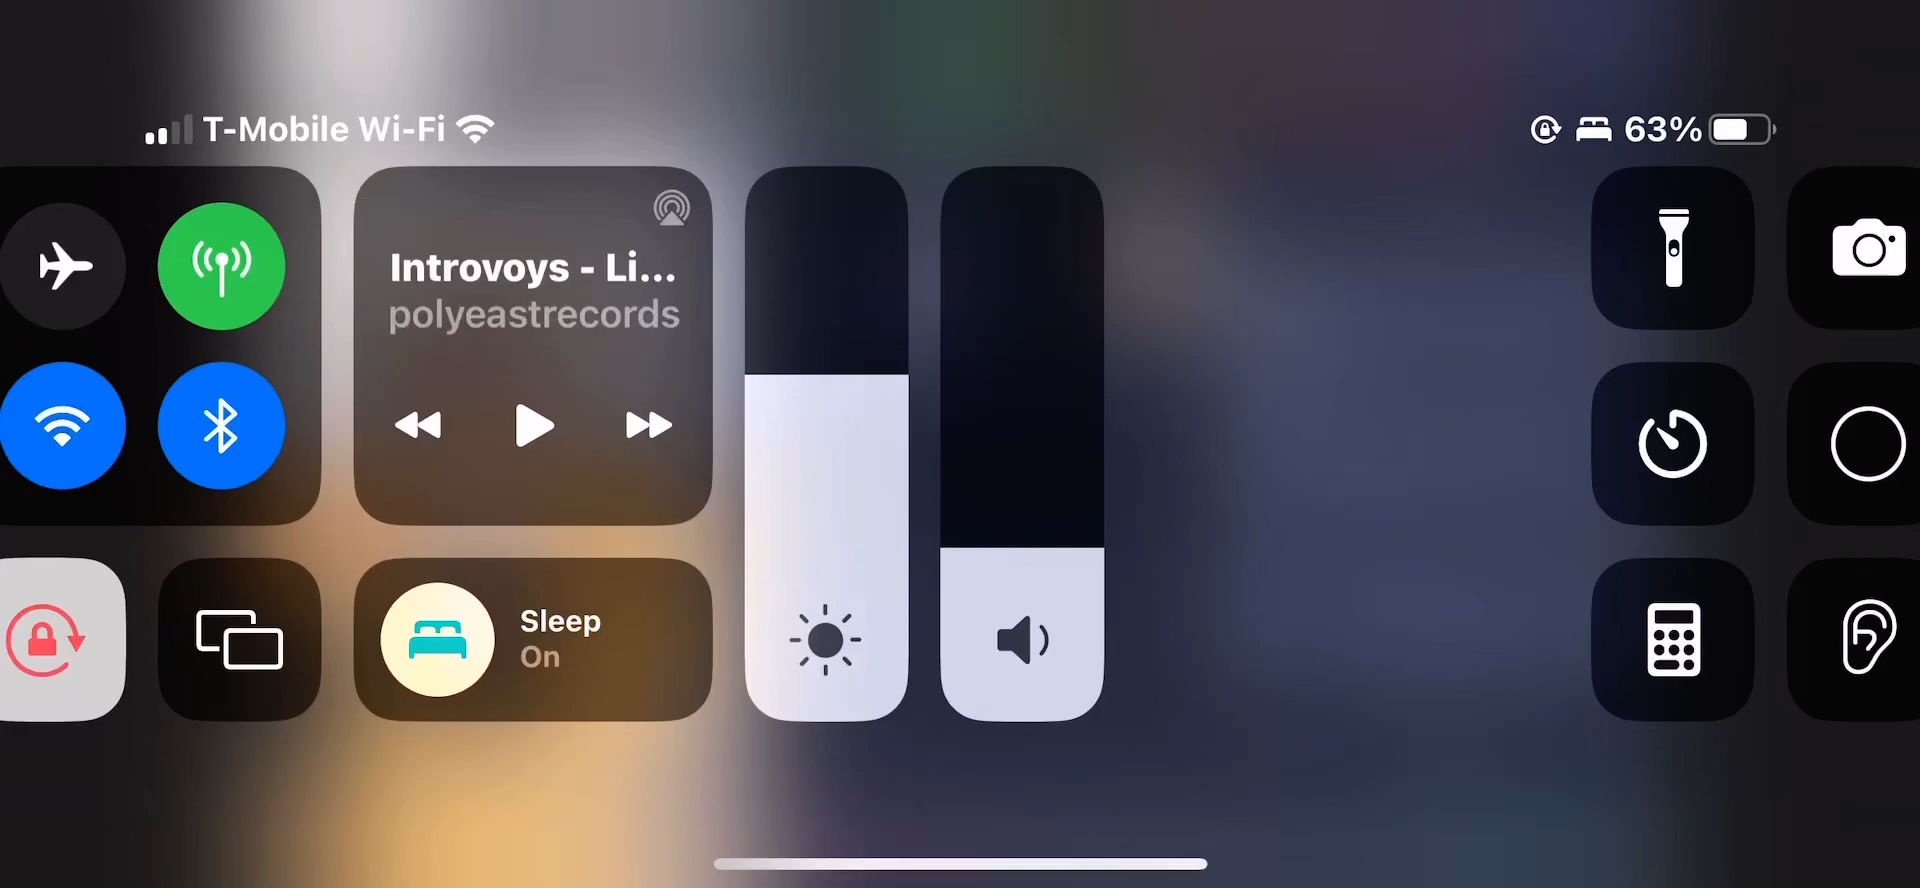 T-Mobile Wi-Fi
63%
Introvoys - Li...
polyeastrecords
Sleep
On